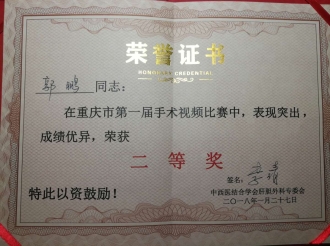 荣誉证书
HONORARY CREDENTIAL
郭鹏 同志：
在重庆市第一届手术视频比赛中，表现突出，
成绩优异，荣获
二等奖
特此以资鼓励！
签名：
中西医结合学会肝胆外科专委会
二〇一八年一月二十七日